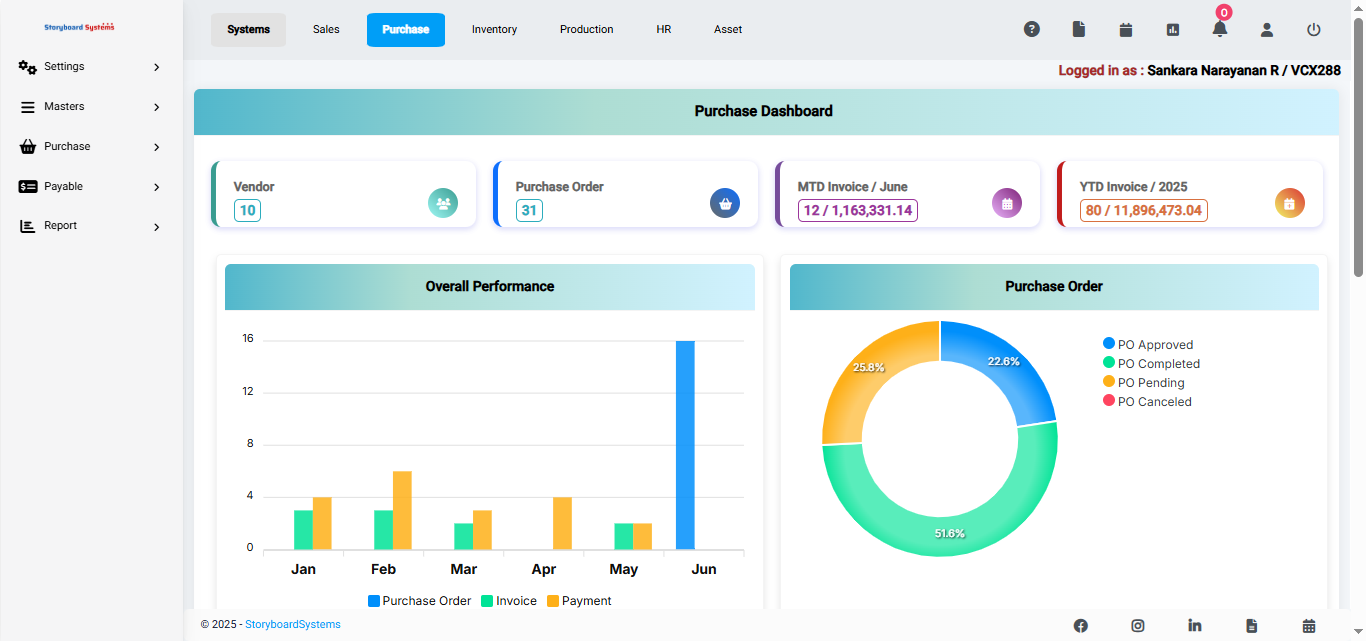 Storyboard Systems
Systems Sales Purchase Inventory Production HR Asset
0
Logged in as : Sankara Narayanan R / VCX288
Settings
Masters
Purchase
Payable
Report
Purchase Dashboard
Vendor
10
Purchase Order
31
MTD Invoice / June
12 / 1,163,331.14
YTD Invoice / 2025
80 / 11,896,473.04
Overall Performance
16
12
8
4
0
Jan Feb Mar Apr May Jun
Purchase Order Invoice Payment
Purchase Order
22.6%
25.8%
51.6%
PO Approved
PO Completed
PO Pending
PO Canceled
© 2025 - StoryboardSystems